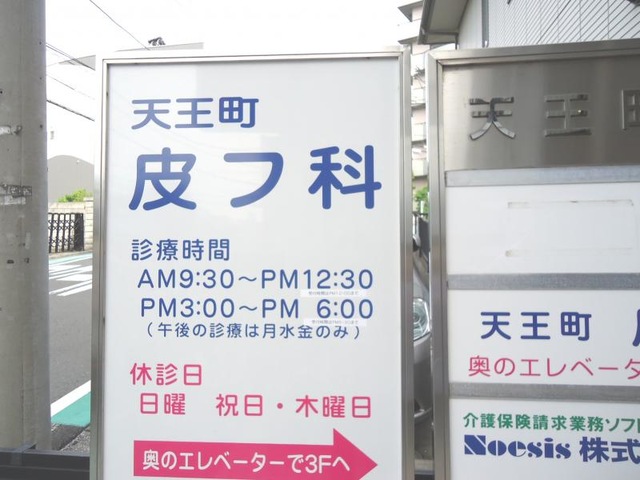 天王町
皮フ科
診療時間
AM9:30～PM12:30
PM3:00～PM 6:00
(午後の診療は月水金のみ)
休診日
日曜 祝日・木曜日
奥のエレベーターで3Fへ
天王町
天王町
奥のエレベータ
介護保険請求業務ソフ
Noesis 株式